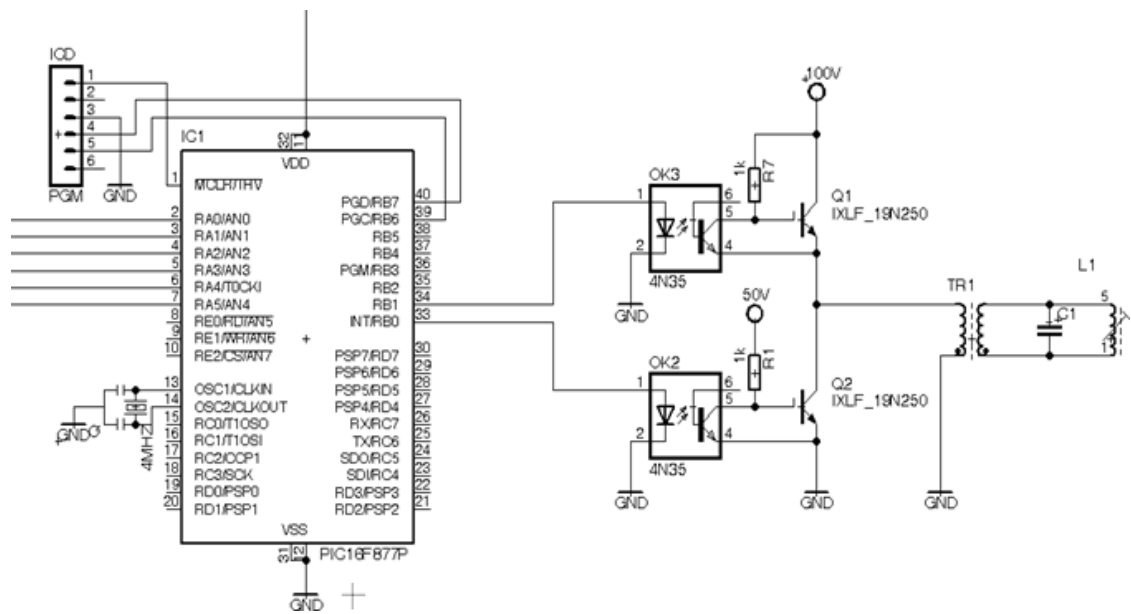 ICD
1
2
3
4
5
6
PGM
GND
IC1
32
11
VDD
1 MCLR/THV
2 RA0/AN0
3 RA1/AN1
4 RA2/AN2
5 RA3/AN3
6 RA4/T0CKI
7 RA5/AN4
8 RE0/RD/AN5
9 RE1/WR/AN6
10 RE2/CS/AN7
13 OSC1/CLKIN
14 OSC2/CLKOUT
15 RC0/T1OSO
16 RC1/T1OSI
17 RC2/CCP1
18 RC3/SCK
19 RD0/PSP0
20 RD1/PSP1
PGD/RB7 40
PGC/RB6 39
RB5 38
RB4 37
PGM/RB3 36
RB2 35
RB1 34
INT/RB0 33
PSP7/RD7 30
PSP6/RD6 29
PSP5/RD5 28
PSP4/RD4 27
RX/RC7 26
TX/RC6 25
SDO/RC5 24
SDI/RC4 23
RD3/PSP3 22
RD2/PSP2 21
VSS
31
12
PIC16F877P
GND
GND
4MHZ
OK3
1
2
6
5
4
4N35
GND
1k
R7
100V
Q1
IXLF_19N250
50V
1k
R1
OK2
1
2
6
5
4
4N35
GND
Q2
IXLF_19N250
GND
TR1
GND
C1
L1
5
1